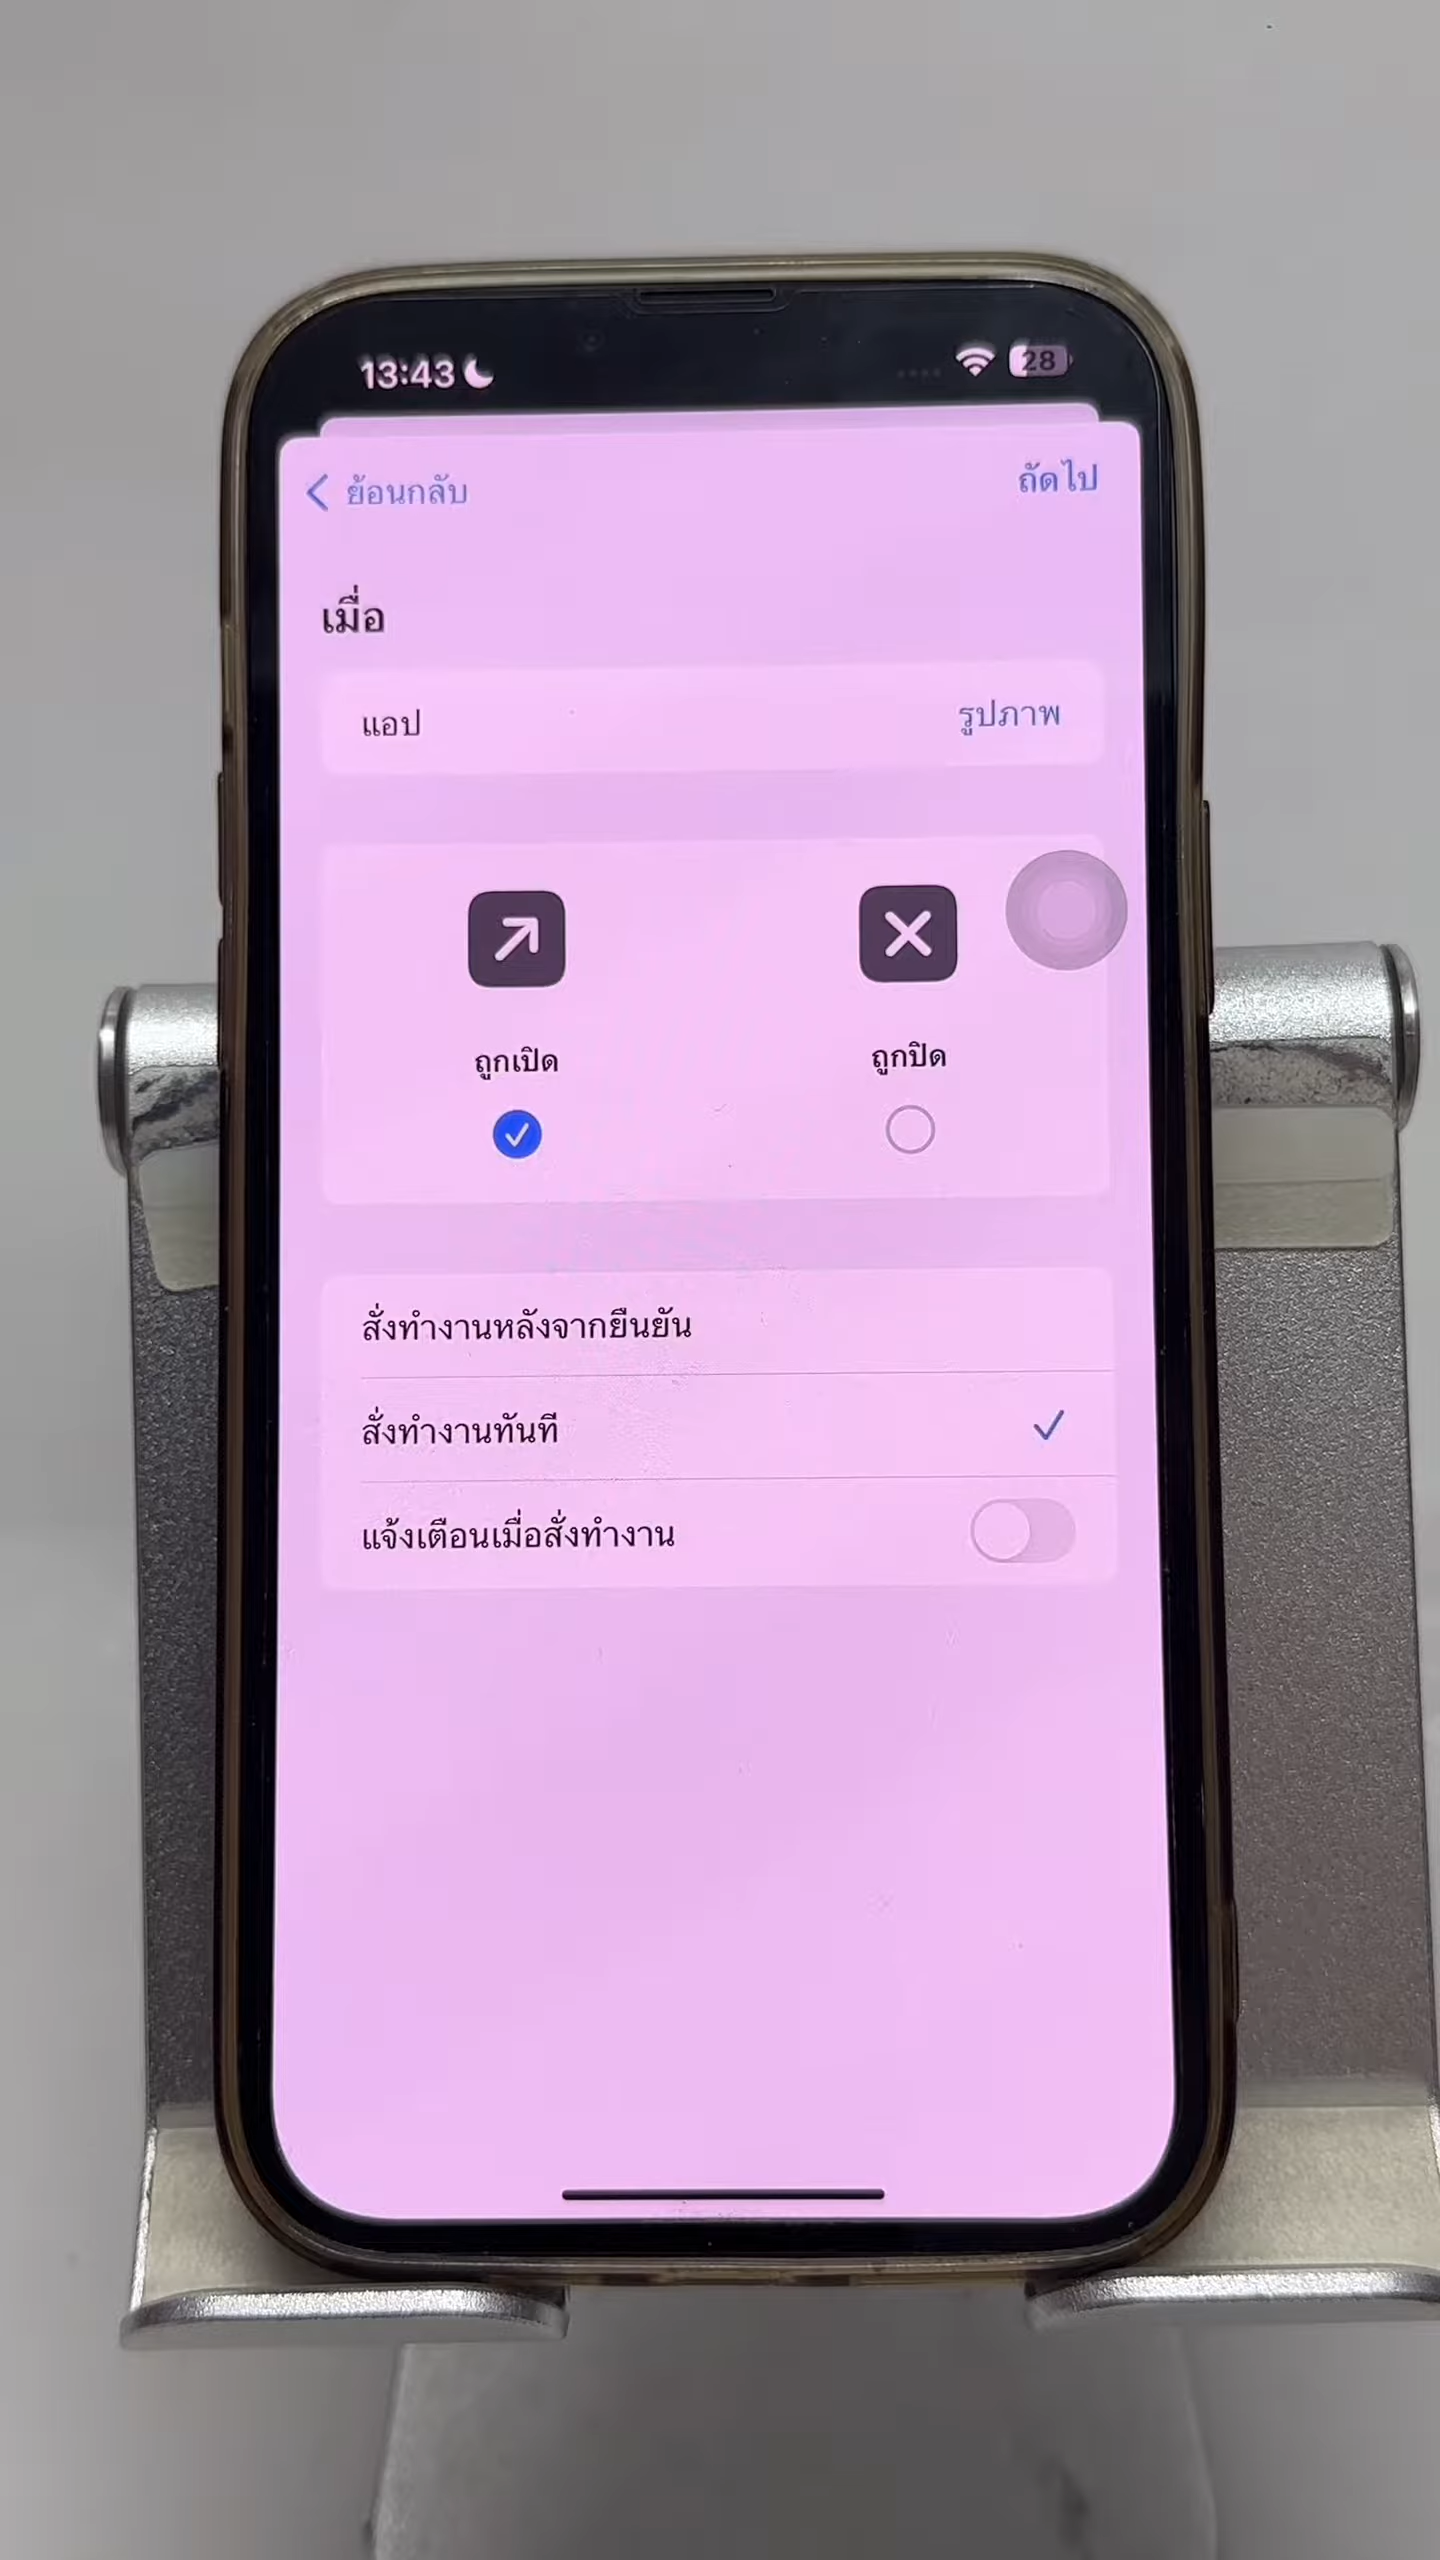 13:43
28
ย้อนกลับ
ถัดไป
เมื่อ
แอป
รูปภาพ
ถูกเปิด
ถูกปิด
สั่งทำงานหลังจากยืนยัน
สั่งทำงานทันที
แจ้งเตือนเมื่อสั่งทำงาน